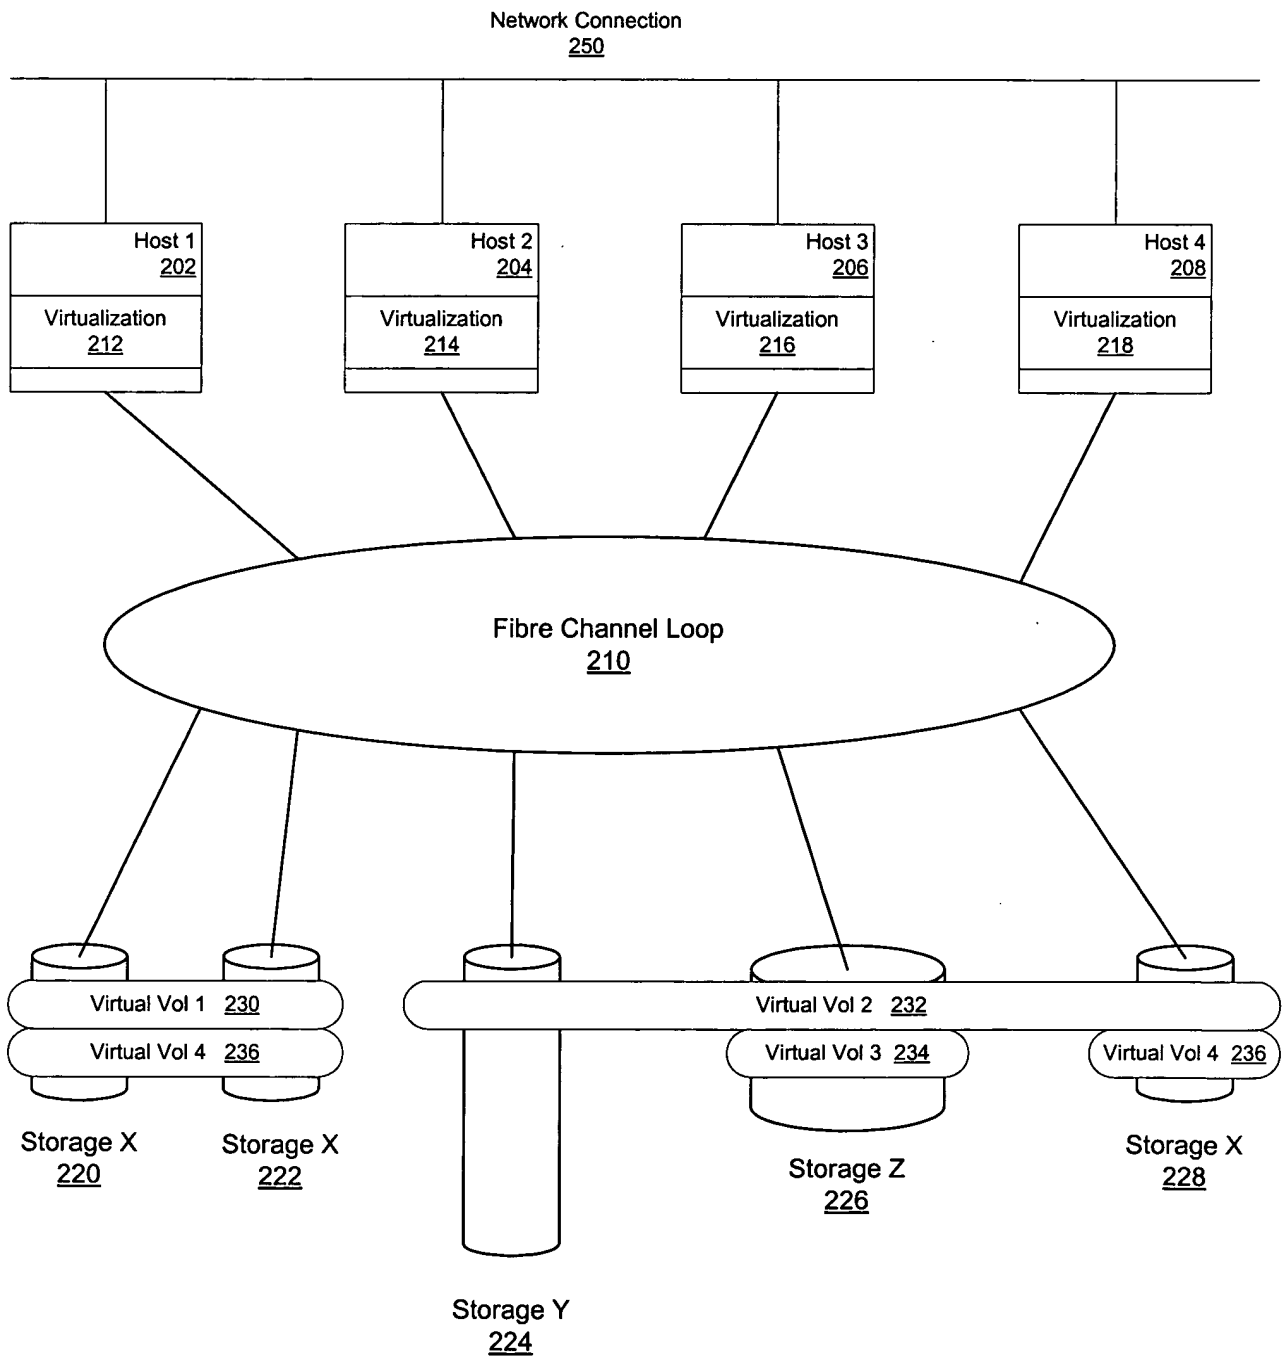 Network Connection
250
Host 1
202
Host 2
204
Host 3
206
Host 4
208
Virtualization
212
Virtualization
214
Virtualization
216
Virtualization
218
Fibre Channel Loop
210
Virtual Vol 1 230
Virtual Vol 2 232
Virtual Vol 4 236
Virtual Vol 3 234
Virtual Vol 4 236
Storage X
220
Storage X
222
Storage Y
224
Storage Z
226
Storage X
228